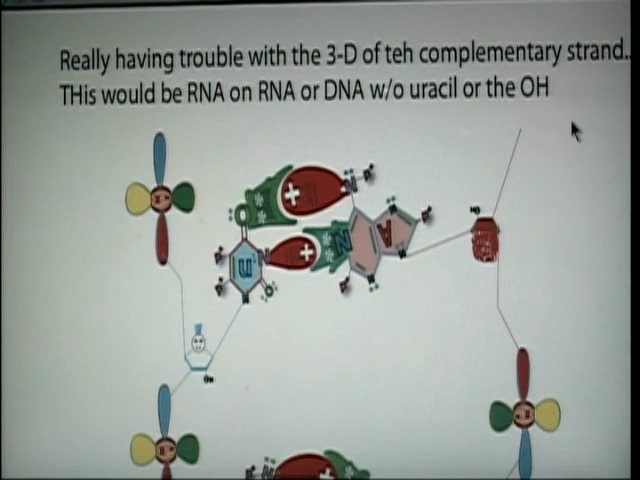 Really having trouble with the 3-D of teh complementary strand..
THis would be RNA on RNA or DNA w/o uracil or the OH